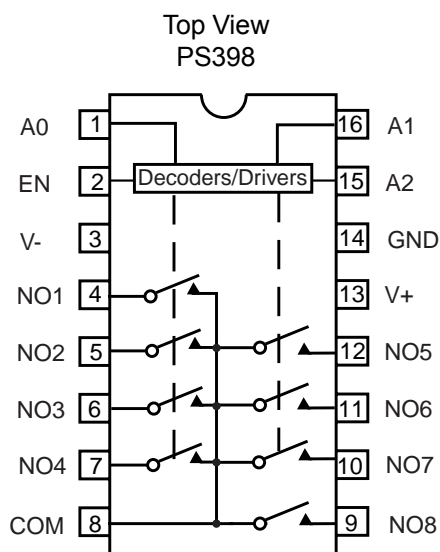 Top View
PS398
A0 1 16 A1
EN 2 Decoders/Drivers 15 A2
V- 3 14 GND
NO1 4 13 V+
NO2 5 12 NO5
NO3 6 11 NO6
NO4 7 10 NO7
COM 8 9 NO8